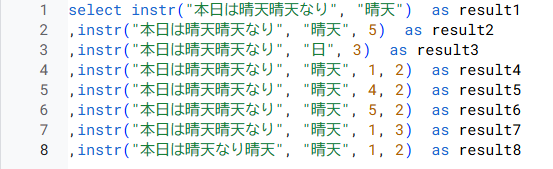 1 select instr("本日は晴天晴天なり", "晴天")  as result1
2 ,instr("本日は晴天晴天なり", "晴天", 5)  as result2
3 ,instr("本日は晴天晴天なり", "日", 3)  as result3
4 ,instr("本日は晴天晴天なり", "晴天", 1, 2)  as result4
5 ,instr("本日は晴天晴天なり", "晴天", 4, 2)  as result5
6 ,instr("本日は晴天晴天なり", "晴天", 5, 2)  as result6
7 ,instr("本日は晴天晴天なり", "晴天", 1, 3)  as result7
8 ,instr("本日は晴天なり晴天", "晴天", 1, 2)  as result8